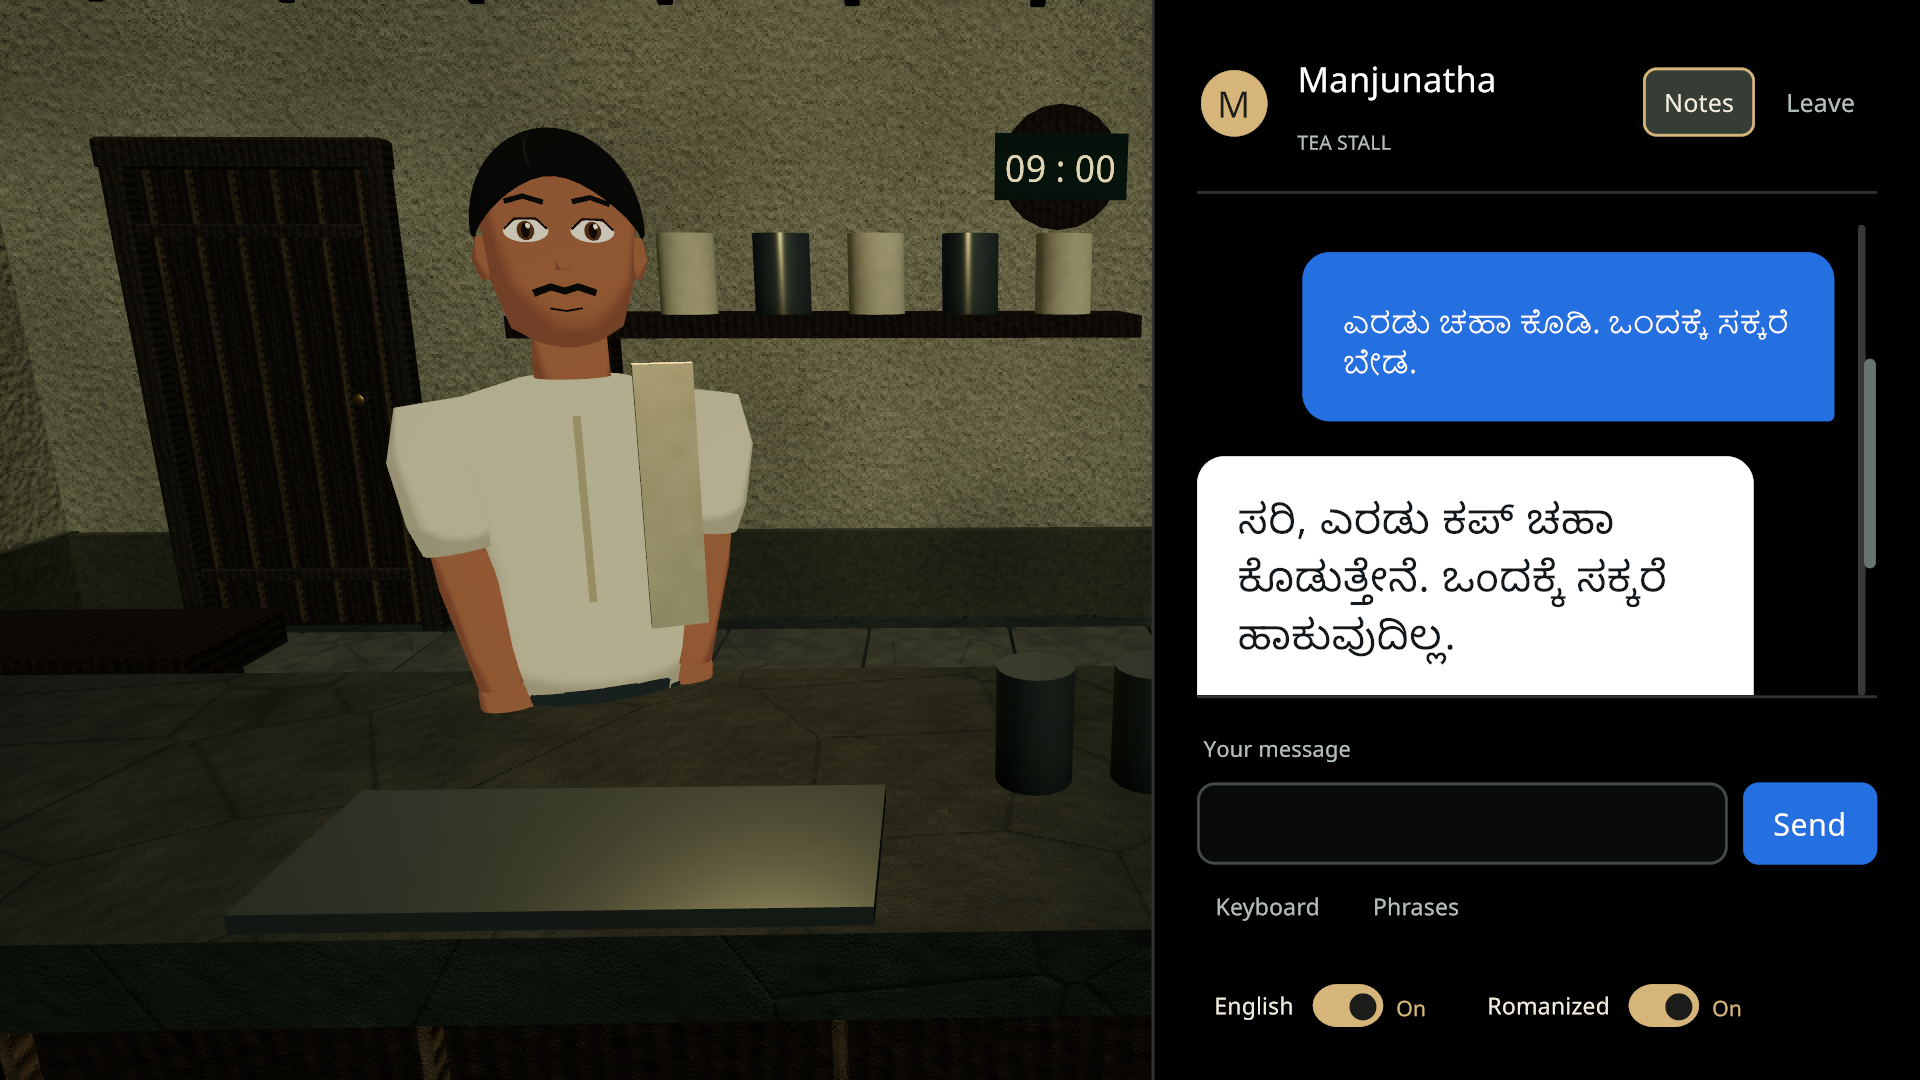 09 : 00
M
Manjunatha
TEA STALL
Notes
Leave
ಎರಡು ಚಹಾ ಕೊಡಿ. ಒಂದಕ್ಕೆ ಸಕ್ಕರೆ
ಬೇಡ.
ಸರಿ, ಎರಡು ಕಪ್ ಚಹಾ
ಕೊಡುತ್ತೇನೆ. ಒಂದಕ್ಕೆ ಸಕ್ಕರೆ
ಹಾಕುವುದಿಲ್ಲ.
Your message
Send
Keyboard
Phrases
English
On
Romanized
On